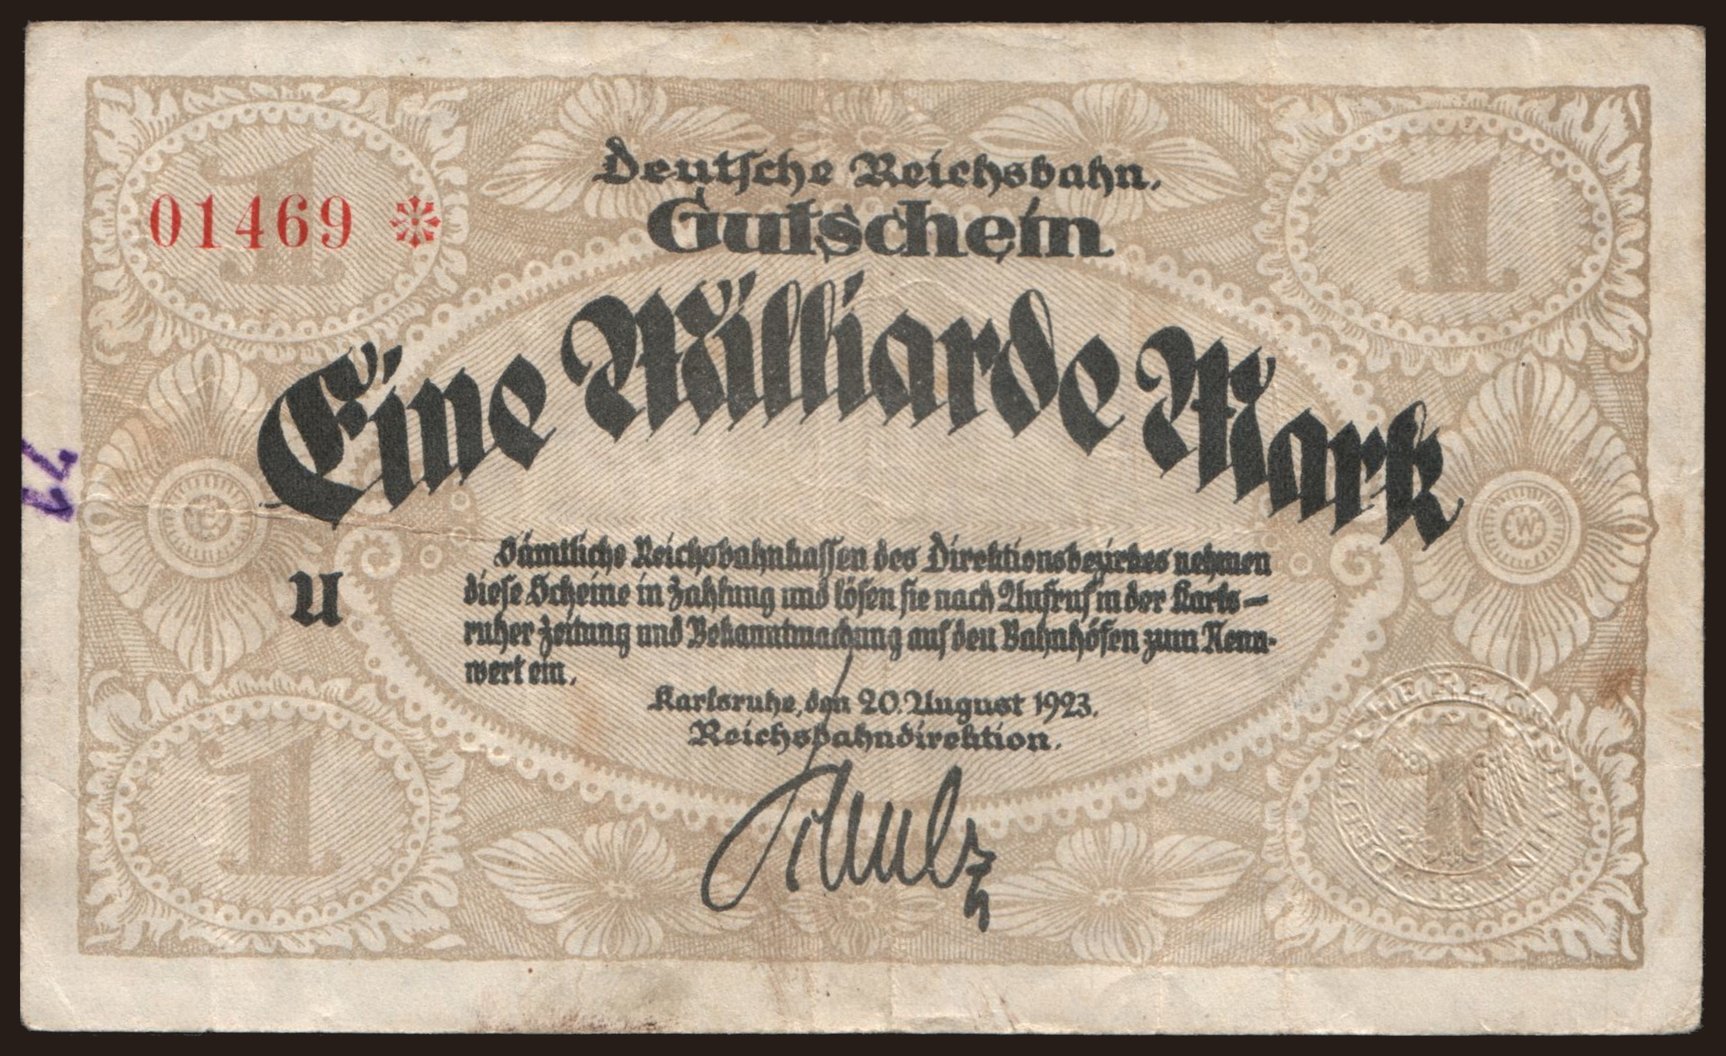 Deutsche Reichsbahn.
Gutschein
1
1
01469 *
Eine Milliarde Mark
Sämtliche Reichsbahnkassen des Direktionsbezirkes nehmen
diese Scheine in Zahlung und lösen sie nach Aufruf in der Karls-
ruher Zeitung und Bekanntmachung auf den Bahnhöfen zum Nenn-
wert ein.
U
Karlsruhe, den 20. August 1923.
Reichsbahndirektion.
1
1